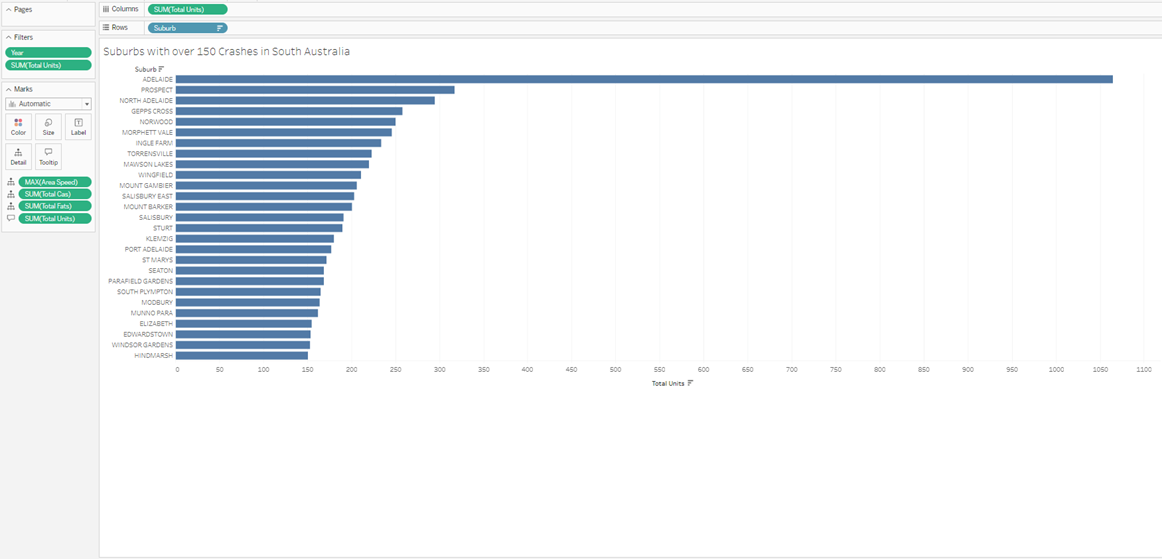 Pages
Columns SUM(Total Units)
Rows Suburb
Filters
Year
SUM(Total Units)
Marks
Automatic
Color Size Label
Detail Tooltip
MAX(Area Speed)
SUM(Total Cas)
SUM(Total Fats)
SUM(Total Units)
Suburbs with over 150 Crashes in South Australia
Suburb
ADELAIDE
PROSPECT
NORTH ADELAIDE
GEPPS CROSS
NORWOOD
MORPHETT VALE
INGLE FARM
TORRENSVILLE
MAWSON LAKES
WINGFIELD
MOUNT GAMBIER
SALISBURY EAST
MOUNT BARKER
SALISBURY
STURT
KLEMZIG
PORT ADELAIDE
ST MARYS
SEATON
PARAFIELD GARDENS
SOUTH PLYMPTON
MODBURY
MUNNO PARA
ELIZABETH
EDWARDSTOWN
WINDSOR GARDENS
HINDMARSH
0 50 100 150 200 250 300 350 400 450 500 550 600 650 700 750 800 850 900 950 1000 1050 1100
Total Units